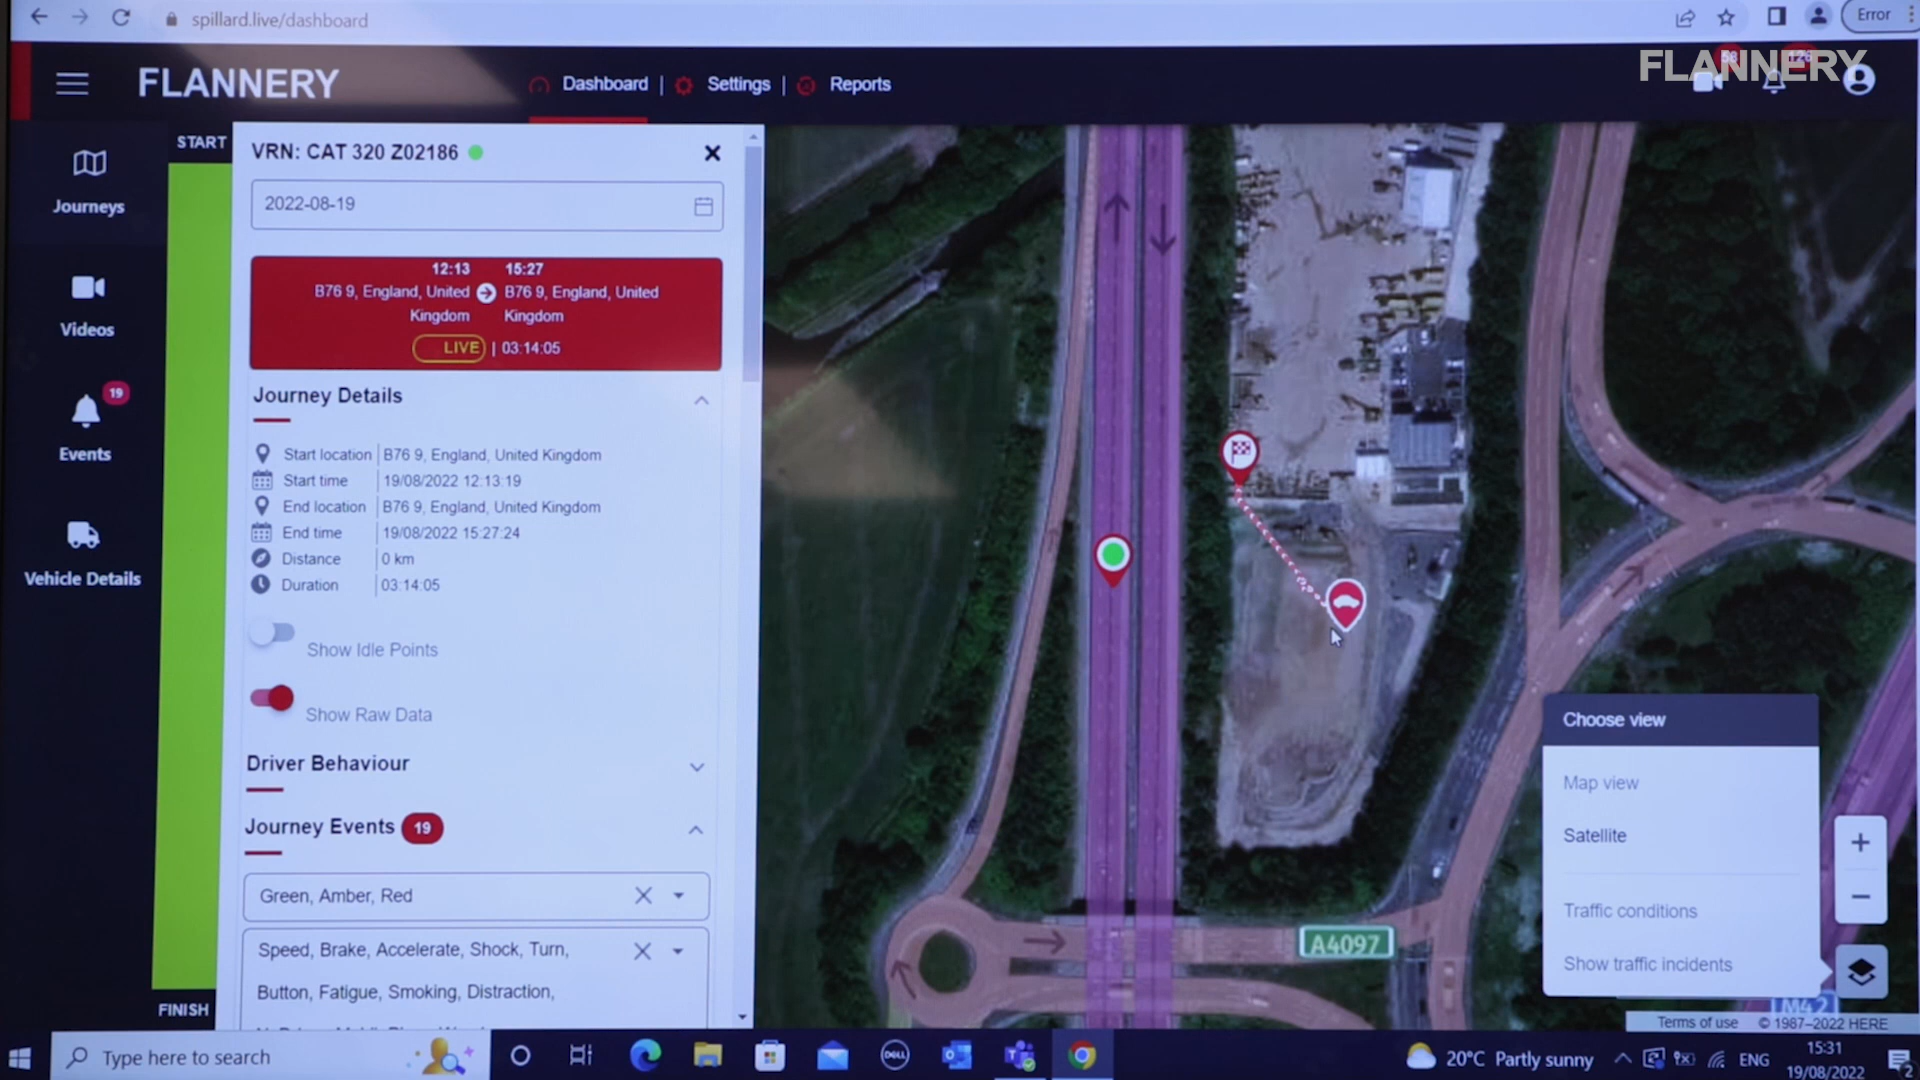 spillard.live/dashboard
Error
FLANNERY
Dashboard
Settings
Reports
FLANNERY
START
Journeys
Videos
19
Events
Vehicle Details
FINISH
VRN: CAT 320 Z02186
2022-08-19
12:13 15:27
B76 9, England, United B76 9, England, United
Kingdom Kingdom
LIVE | 03:14:05
Journey Details
Start location B76 9, England, United Kingdom
Start time 19/08/2022 12:13:19
End location B76 9, England, United Kingdom
End time 19/08/2022 15:27:24
Distance 0 km
Duration 03:14:05
Show Idle Points
Show Raw Data
Driver Behaviour
Journey Events 19
Green, Amber, Red
Speed, Brake, Accelerate, Shock, Turn,
Button, Fatigue, Smoking, Distraction,
Choose view
Map view
Satellite
Traffic conditions
Show traffic incidents
A4097
M42
Terms of use © 1987–2022 HERE
Type here to search
DELL
20°C Partly sunny
ENG
15:31
19/08/2022
2